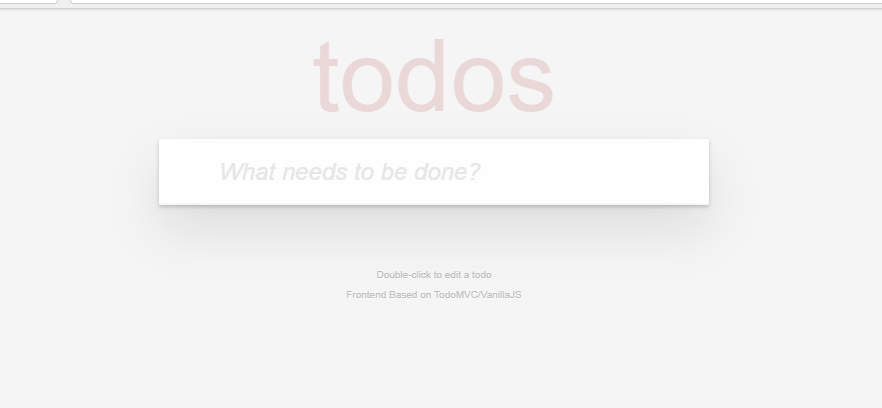 todos
What needs to be done?
Double-click to edit a todo
Frontend Based on TodoMVC/VanillaJS